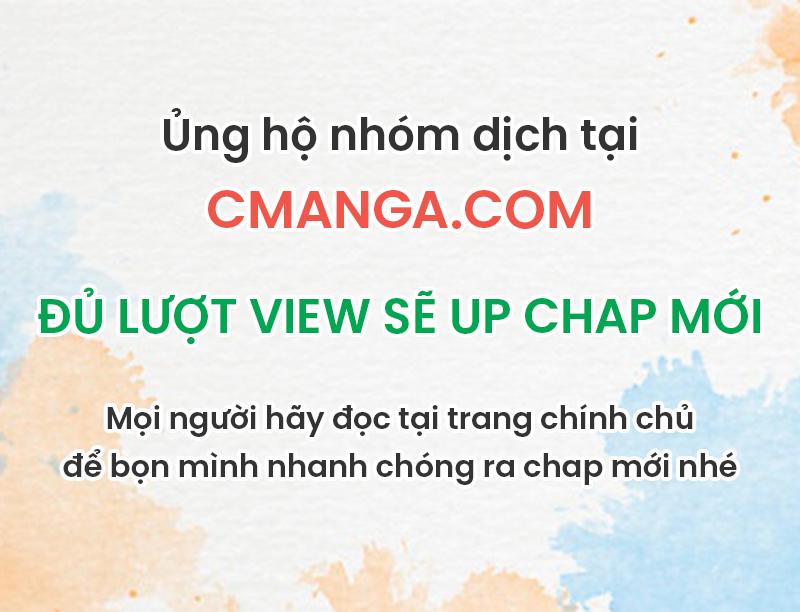 Ủng hộ nhóm dịch tại
CMANGA.COM
ĐỦ LƯỢT VIEW SẼ UP CHAP MỚI
Mọi người hãy đọc tại trang chính chủ
để bọn mình nhanh chóng ra chap mới nhé